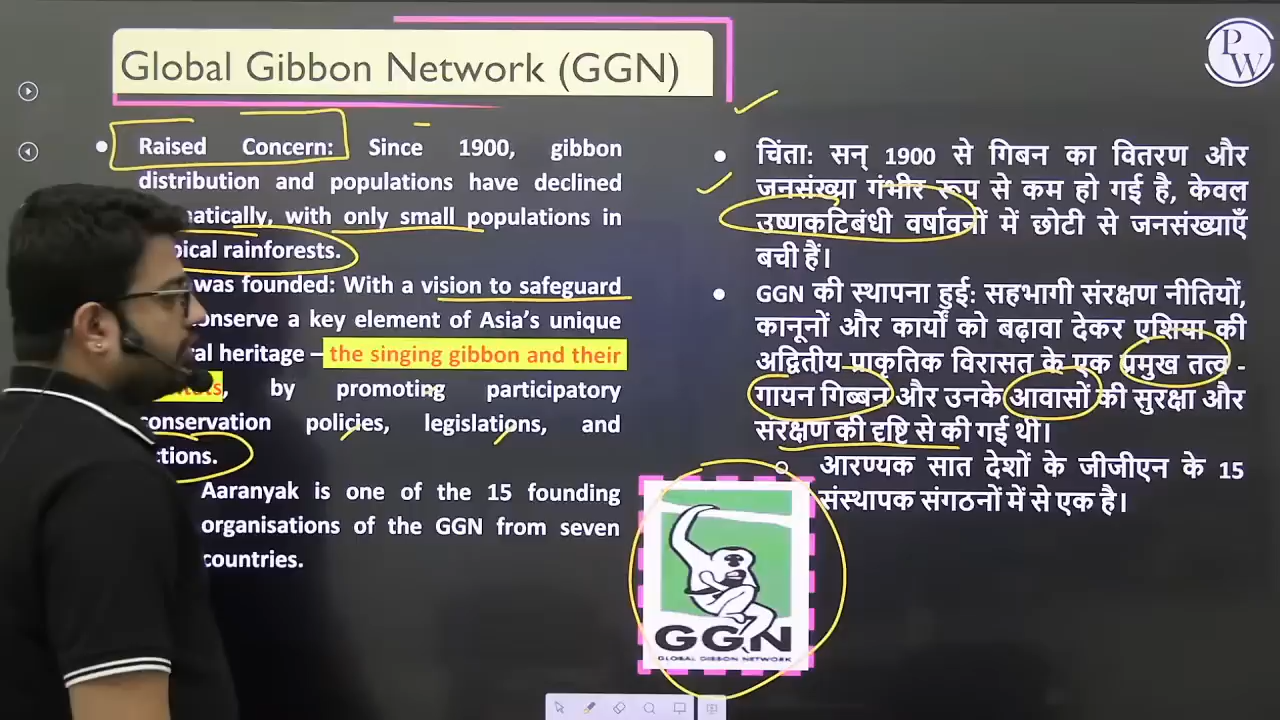 Global Gibbon Network (GGN)
PW
Raised Concern: Since 1900, gibbon
distribution and populations have declined
matically, with only small populations in
pical rainforests.
was founded: With a vision to safeguard
onserve a key element of Asia's unique
ral heritage – the singing gibbon and their
, by promoting participatory
conservation policies, legislations, and
ctions.
Aaranyak is one of the 15 founding
organisations of the GGN from seven
countries.
चिंता: सन् 1900 से गिबन का वितरण और
जनसंख्या गंभीर रूप से कम हो गई है, केवल
उष्णकटिबंधी वर्षावनों में छोटी से जनसंख्याएँ
बची हैं।
GGN की स्थापना हुई: सहभागी संरक्षण नीतियों,
कानूनों और कार्यों को बढ़ावा देकर एशिया की
अद्वितीय प्राकृतिक विरासत के एक प्रमुख तत्व -
गायन गिब्बन और उनके आवासों की सुरक्षा और
संरक्षण की दृष्टि से की गई थी।
आरण्यक सात देशों के जीजीएन के 15
संस्थापक संगठनों में से एक है।
GGN
GLOBAL GIBBON NETWORK